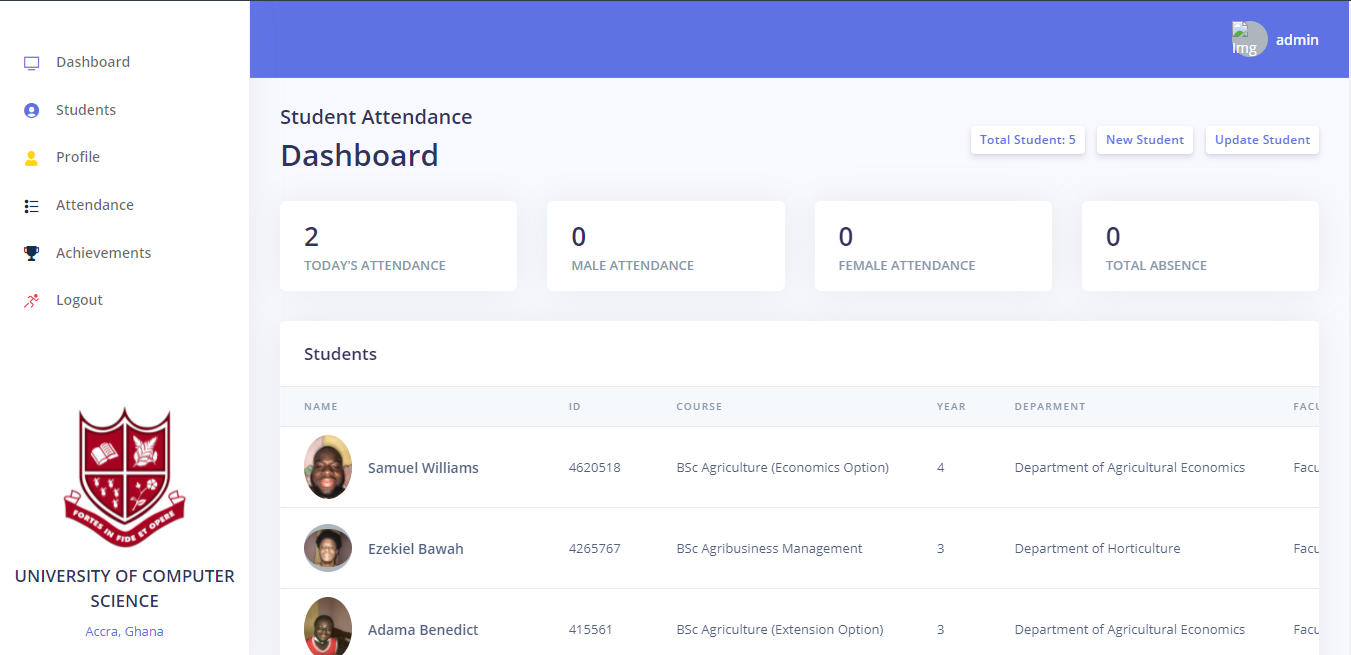 Dashboard
Students
Profile
Attendance
Achievements
Logout
FORTES IN FIDE ET OPERE
UNIVERSITY OF COMPUTER
SCIENCE
Accra, Ghana
Img admin
Student Attendance
Dashboard
Total Student: 5 New Student Update Student
2 0 0 0
TODAY'S ATTENDANCE MALE ATTENDANCE FEMALE ATTENDANCE TOTAL ABSENCE
Students
NAME ID COURSE YEAR DEPARMENT FACU
Samuel Williams 4620518 BSc Agriculture (Economics Option) 4 Department of Agricultural Economics Facu
Ezekiel Bawah 4265767 BSc Agribusiness Management 3 Department of Horticulture Facu
Adama Benedict 415561 BSc Agriculture (Extension Option) 3 Department of Agricultural Economics Facu